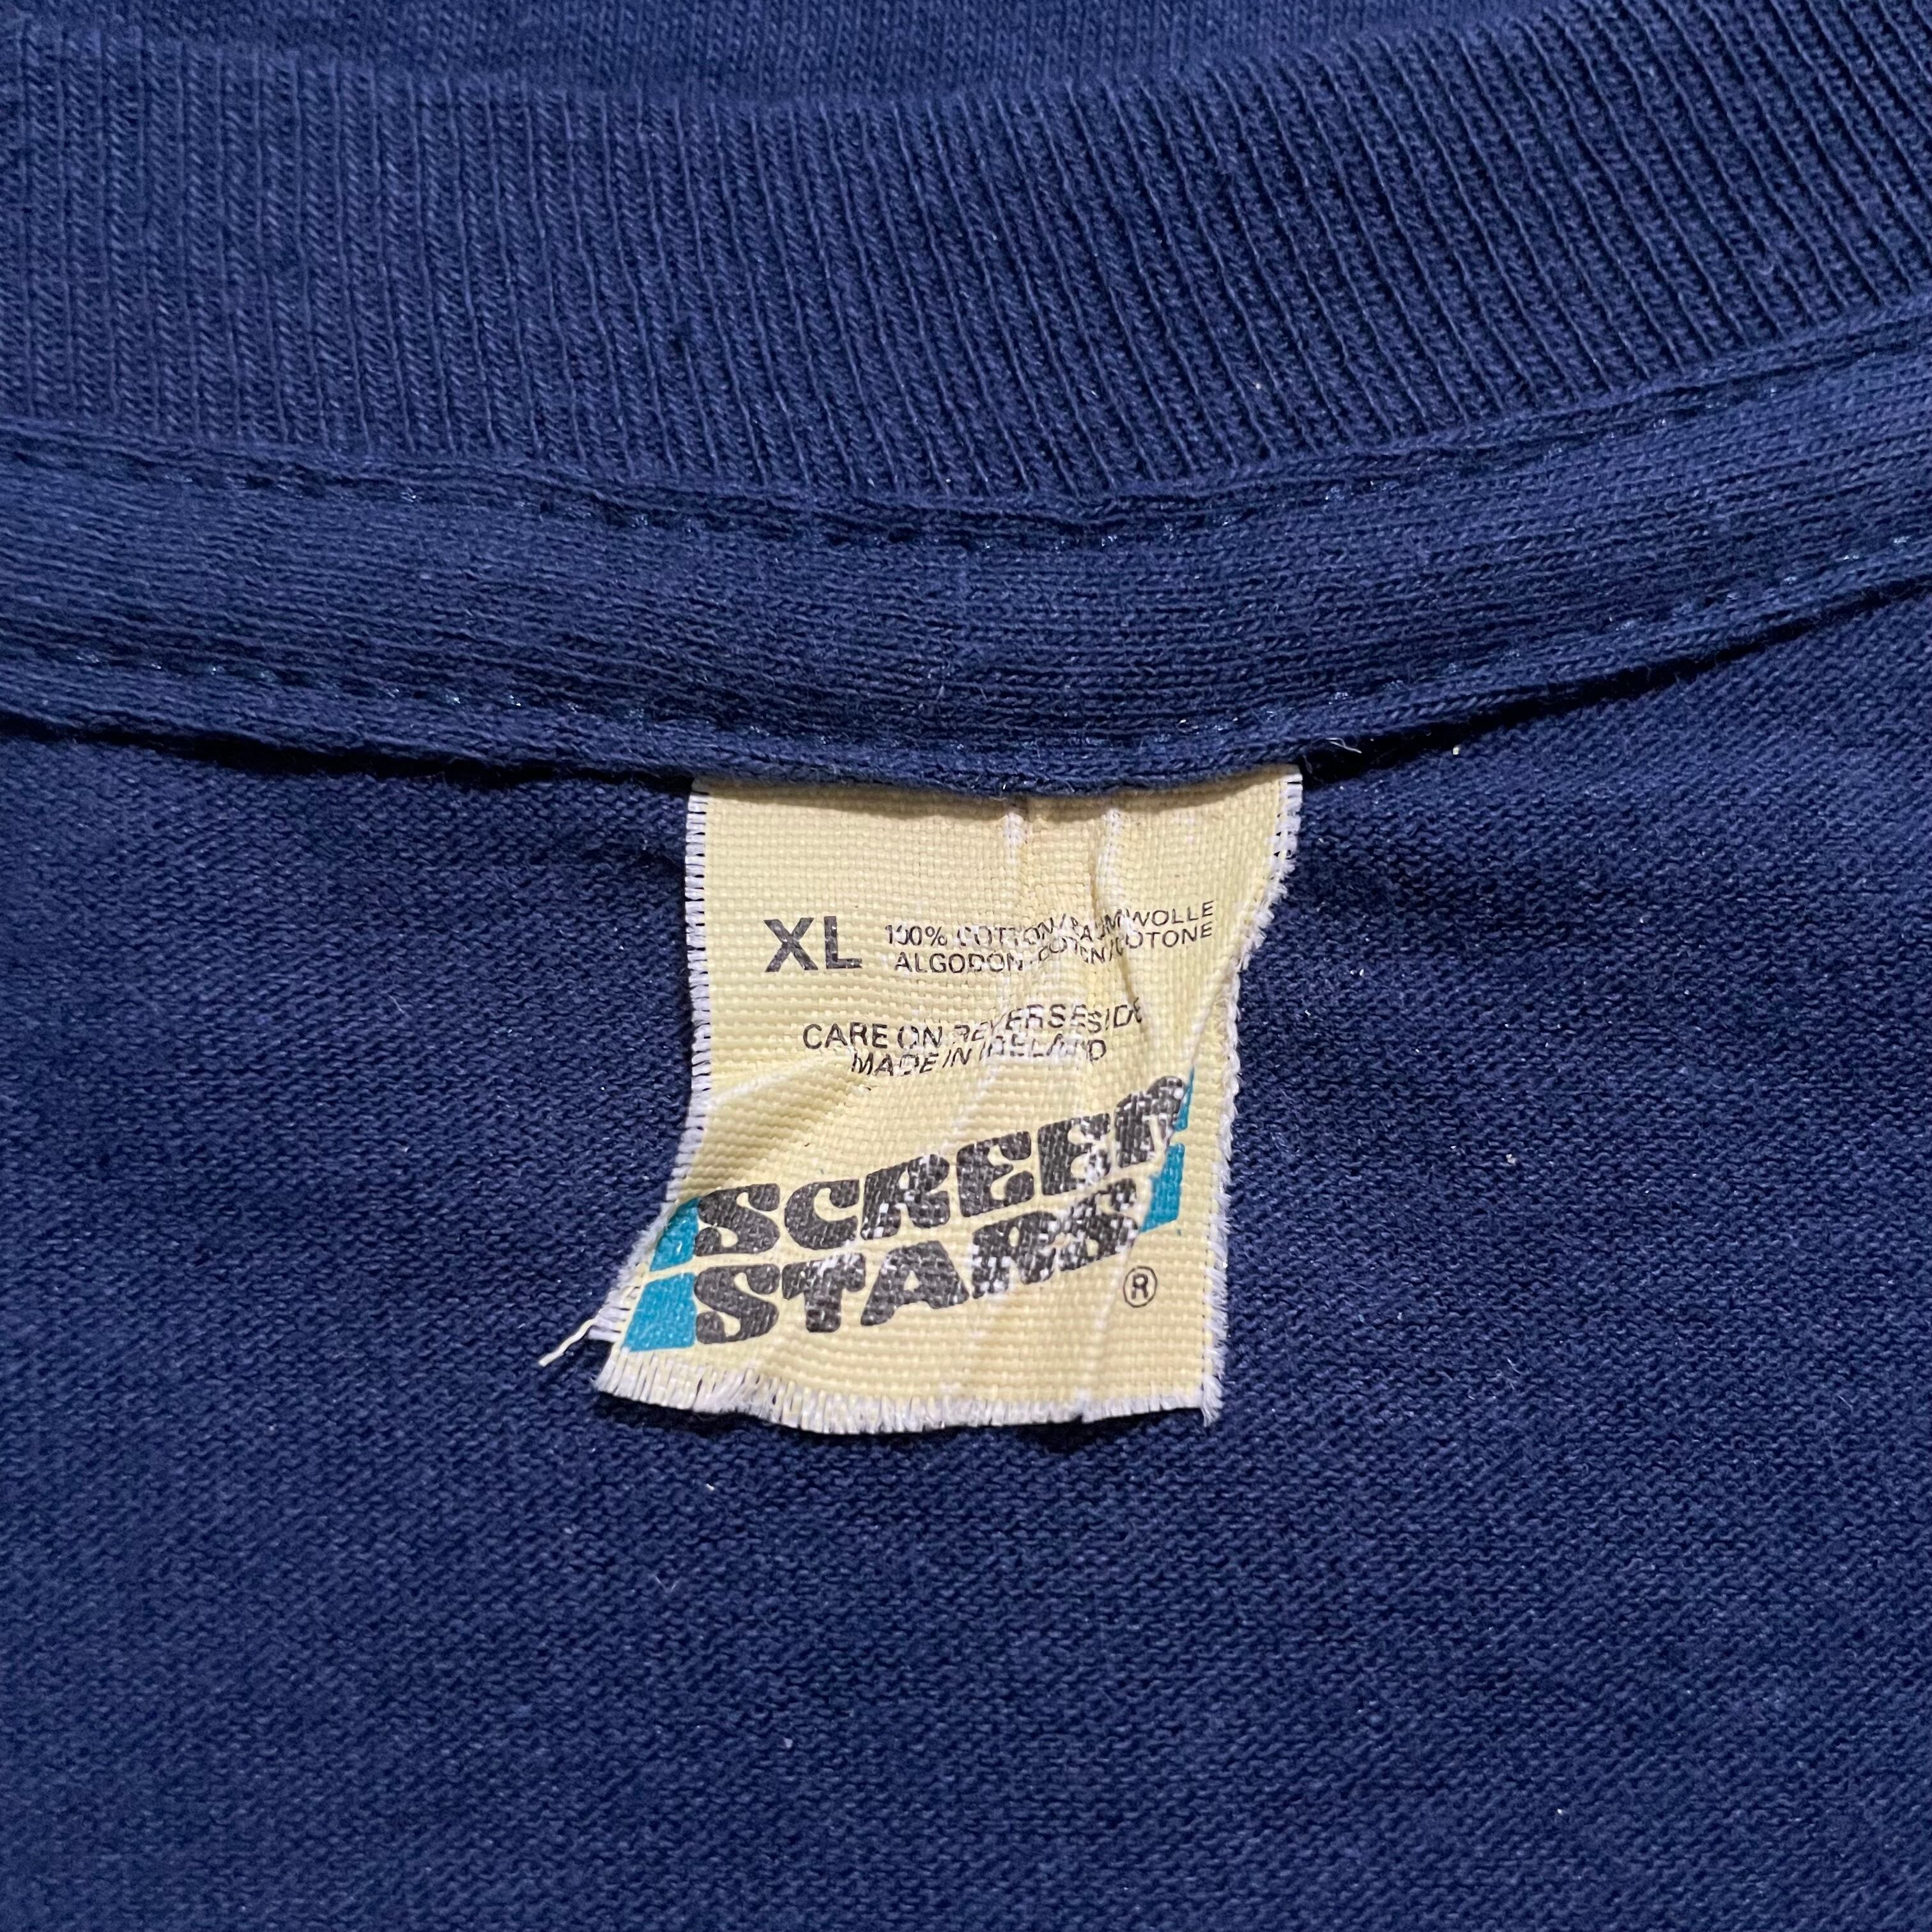 XL 100% COTTON/BAUMWOLLE
ALGODON/COTON/COTONE
CARE ON REVERSE SIDE
MADE IN IRELAND
SCREEN
STARS ®